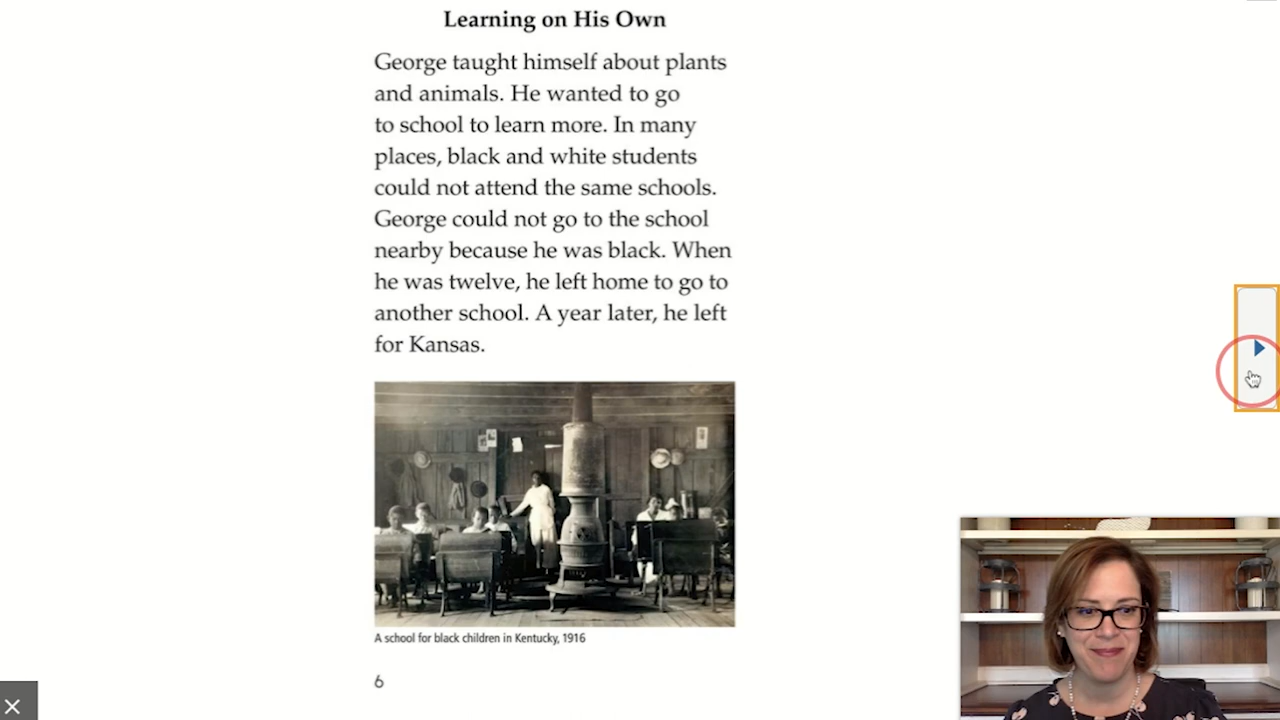 Learning on His Own
George taught himself about plants
and animals. He wanted to go
to school to learn more. In many
places, black and white students
could not attend the same schools.
George could not go to the school
nearby because he was black. When
he was twelve, he left home to go to
another school. A year later, he left
for Kansas.
A school for black children in Kentucky, 1916
6